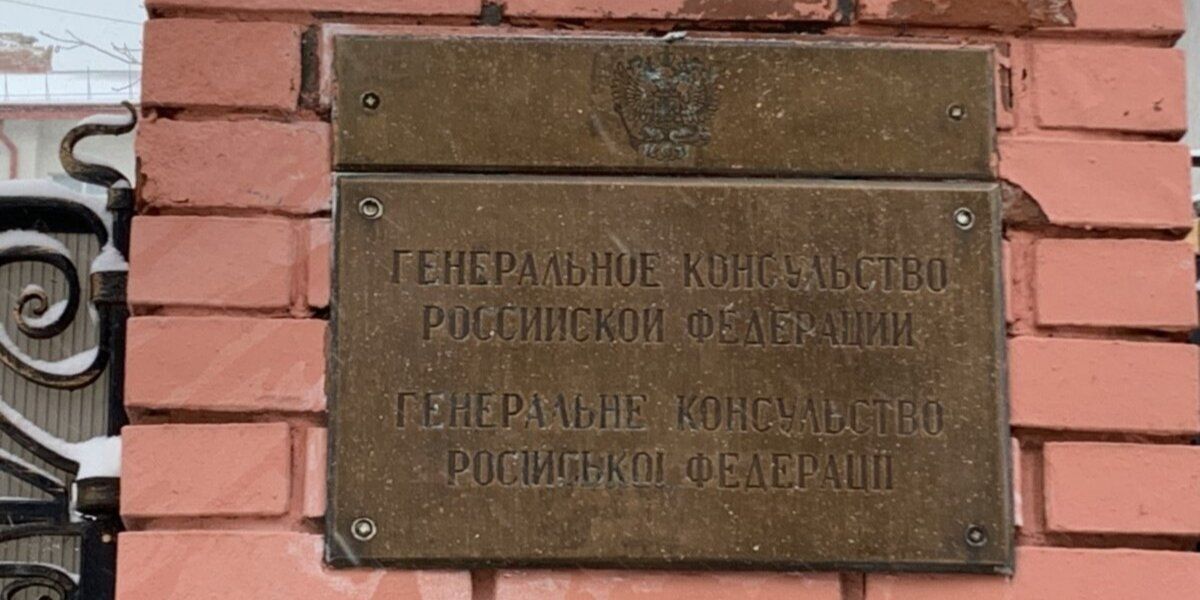 ГЕНЕРАЛЬНОЕ КОНСУЛЬСТВО
РОССИЙСКОЙ ФЕДЕРАЦИИ
ГЕНЕРАЛЬНЕ КОНСУЛЬСТВО
РОСІЙСЬКОЇ ФЕДЕРАЦІЇ